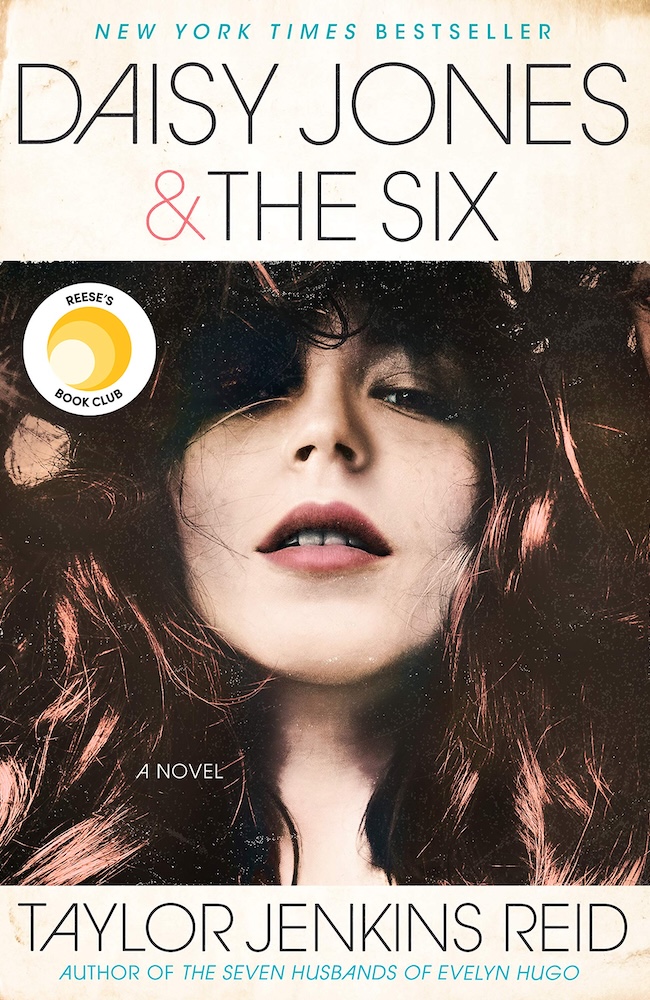 NEW YORK TIMES BESTSELLER
DAISY JONES
& THE SIX
REESE'S
BOOK CLUB
A NOVEL
TAYLOR JENKINS REID
AUTHOR OF THE SEVEN HUSBANDS OF EVELYN HUGO